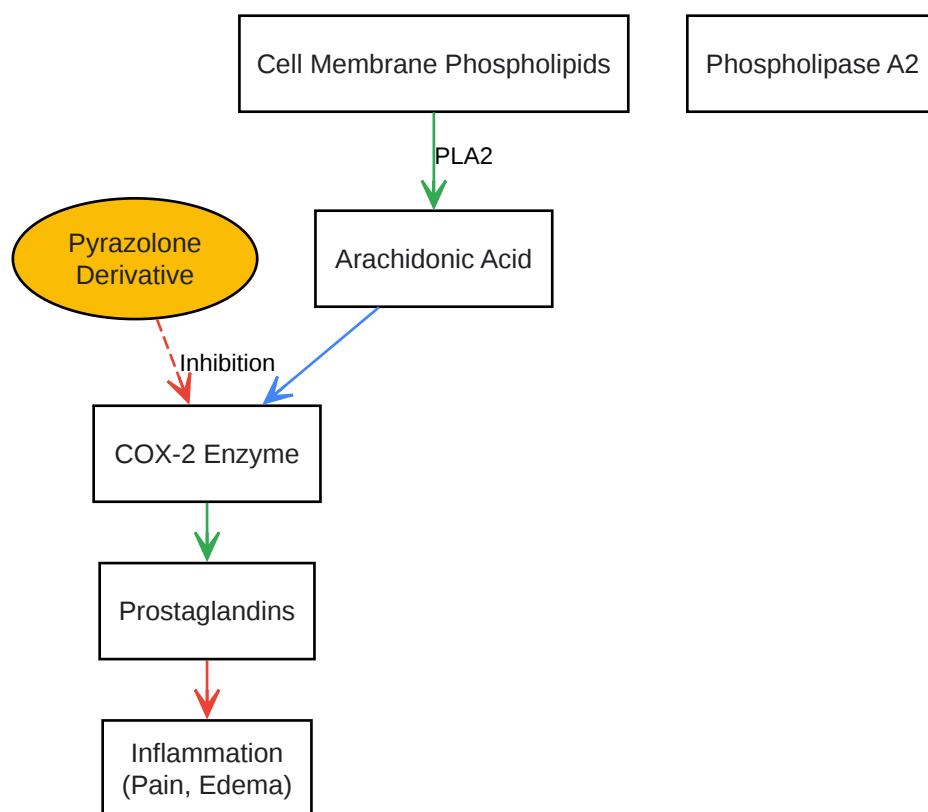 Cell Membrane Phospholipids
Phospholipase A2
PLA2
Pyrazolone
Derivative
Arachidonic Acid
Inhibition
COX-2 Enzyme
Prostaglandins
Inflammation
(Pain, Edema)